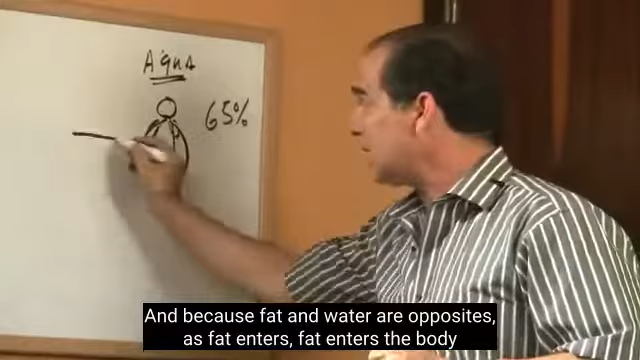 Agua
65%
And because fat and water are opposites,
as fat enters, fat enters the body